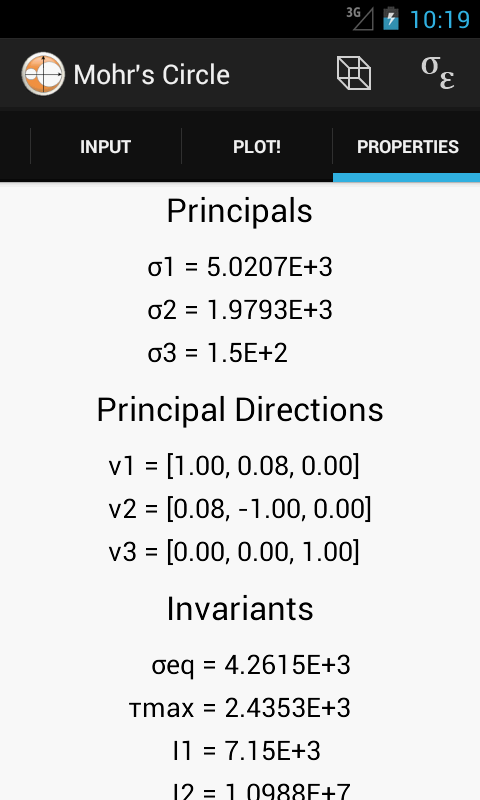 3G 10:19
Mohr's Circle σ ε
INPUT PLOT! PROPERTIES
Principals
σ1 = 5.0207E+3
σ2 = 1.9793E+3
σ3 = 1.5E+2
Principal Directions
v1 = [1.00, 0.08, 0.00]
v2 = [0.08, -1.00, 0.00]
v3 = [0.00, 0.00, 1.00]
Invariants
σeq = 4.2615E+3
τmax = 2.4353E+3
I1 = 7.15E+3
I2 = 1.0988E+7